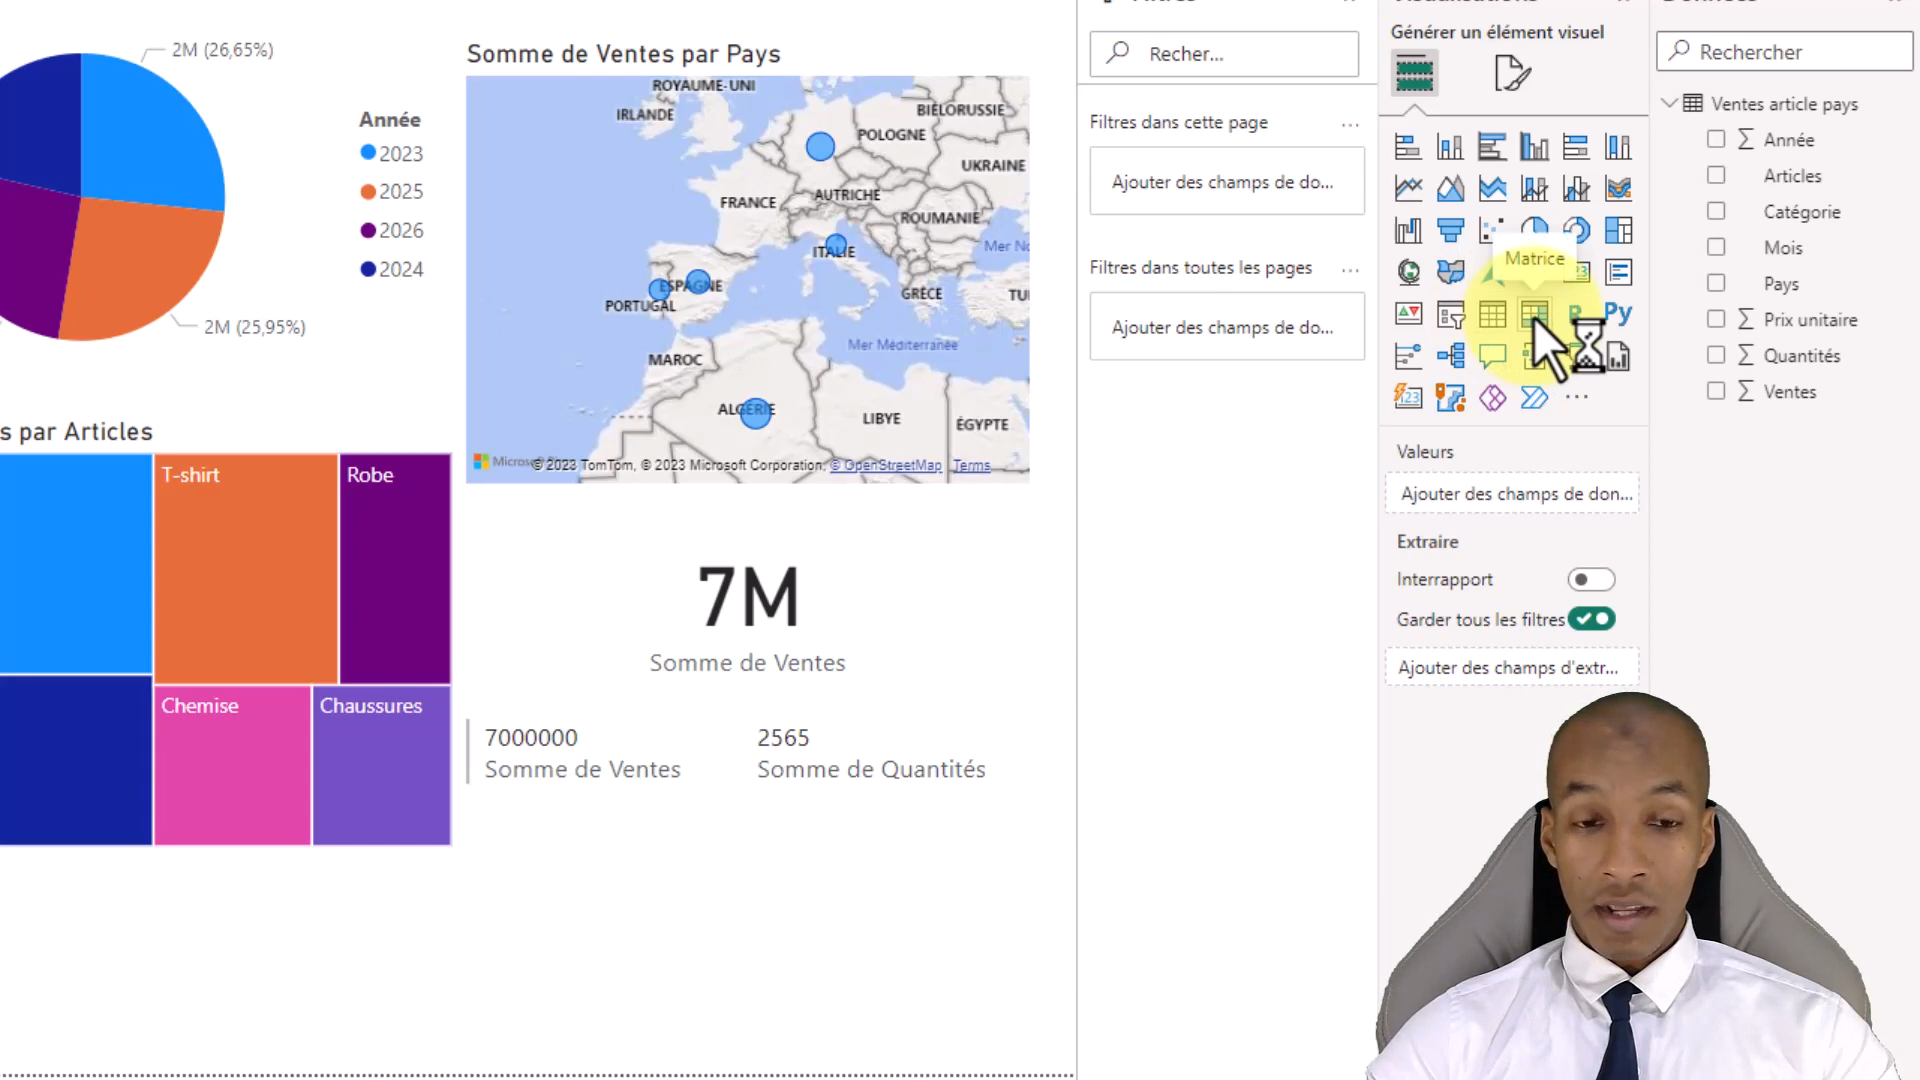 2M (26,65%)
Année
2023
2025
2026
2024
2M (25,95%)
Somme de Ventes par Pays
ROYAUME-UNI
IRLANDE
BIÉLORUSSIE
POLOGNE
UKRAINE
FRANCE
AUTRICHE
ROUMANIE
Mer No
ITALIE
ESPAGNE
PORTUGAL
GRÈCE
TU
Mer Méditerranée
MAROC
ALGÉRIE
LIBYE
ÉGYPTE
© 2023 TomTom, © 2023 Microsoft Corporation, © OpenStreetMap Terms
s par Articles
T-shirt
Robe
Chemise
Chaussures
7M
Somme de Ventes
7000000
Somme de Ventes
2565
Somme de Quantités
Recher...
Filtres dans cette page
...
Ajouter des champs de do...
Filtres dans toutes les pages
...
Ajouter des champs de do...
Générer un élément visuel
Matrice
R
Py
123
...
Valeurs
Ajouter des champs de don...
Extraire
Interrapport
Garder tous les filtres
Ajouter des champs d'extr...
Rechercher
Ventes article pays
Année
Articles
Catégorie
Mois
Pays
Prix unitaire
Quantités
Ventes